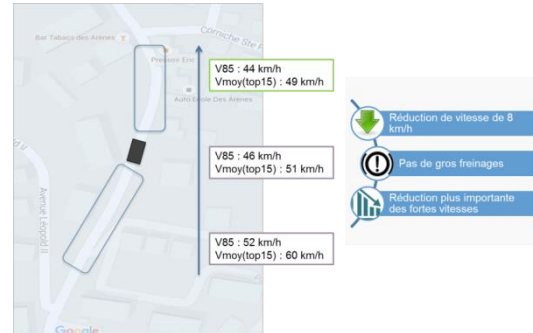 Bar Tabacs des Arènes
Corniche Ste R
Presses Eric
Auto Ecole Des Arènes
V85 : 44 km/h
Vmoy(top15) : 49 km/h
V85 : 46 km/h
Vmoy(top15) : 51 km/h
Avenue Léopold II
V85 : 52 km/h
Vmoy(top15) : 60 km/h
Google
Réduction de vitesse de 8
km/h
Pas de gros freinages
Réduction plus importante
des fortes vitesses